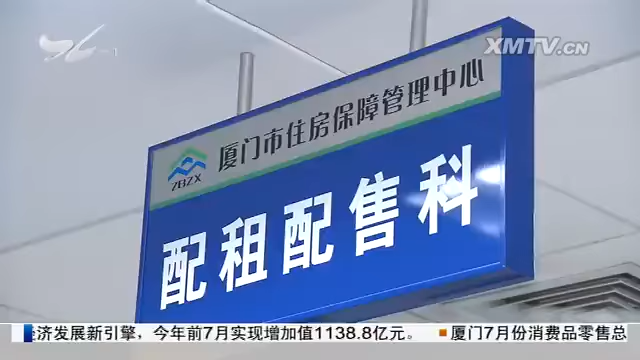 XMTV.CN
厦门市住房保障管理中心
ZBZX
配租配售科
经济发展新引擎，今年前7月实现增加值1138.8亿元。 厦门7月份消费品零售总